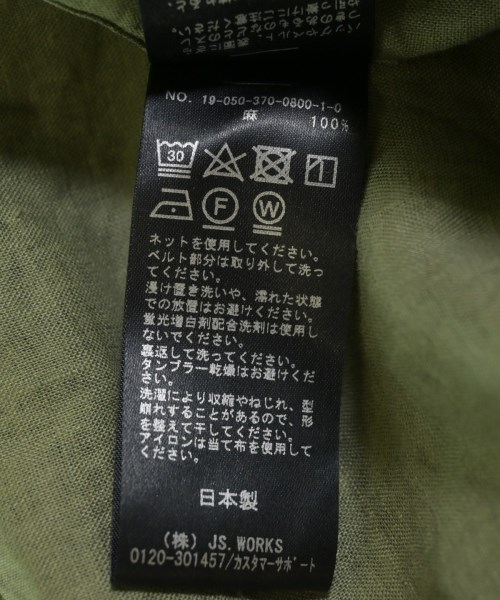 NO. 19-050-370-0800-1-0
麻 100%
30
F W
ネットを使用してください。
ベルト部分は取り外して洗っ
てください。
浸け置き洗いや、濡れた状態
での放置はお避けください。
蛍光増白剤配合洗剤は使用し
ないでください。
裏返して洗ってください。
タンブラー乾燥はお避けくだ
さい。
洗濯により収縮やねじれ、型
崩れすることがあるので、形
を整えて干してください。
アイロンは当て布を使用して
ください。
日本製
(株) JS.WORKS
0120-301457/カスタマーサポート